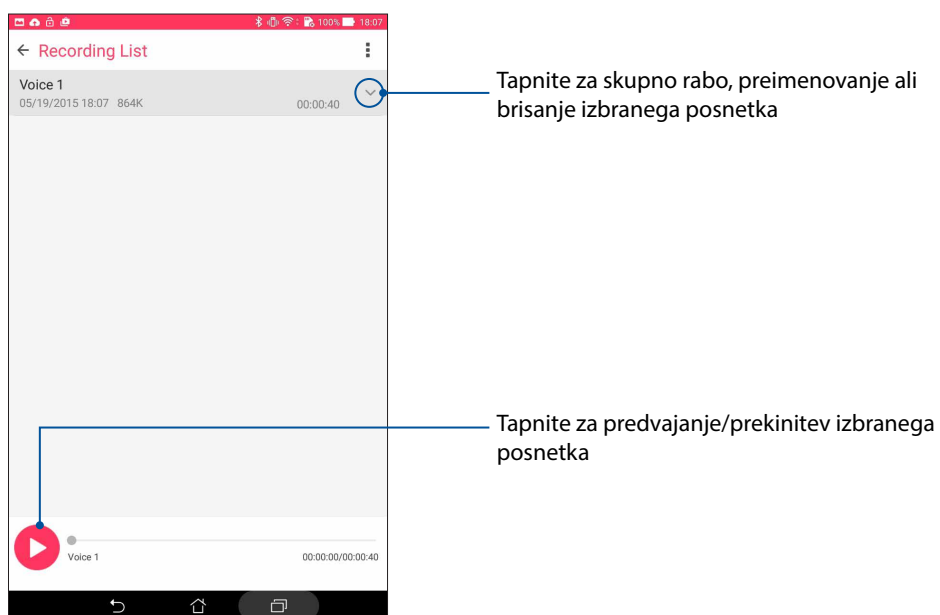 100% 18:07
Recording List
Voice 1
05/19/2015 18:07 864K 00:00:40
Tapnite za skupno rabo, preimenovanje ali
brisanje izbranega posnetka
Tapnite za predvajanje/prekinitev izbranega
posnetka
Voice 1 00:00:00/00:00:40